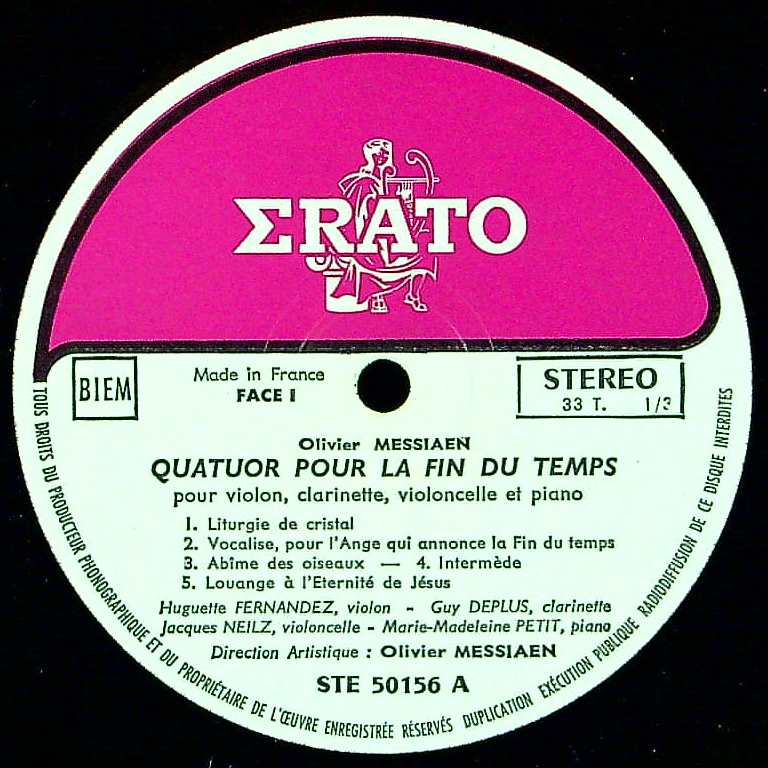 ΣRATO
BIEM
Made in France
FACE I
STEREO
33 T. 1/3
Olivier MESSIAEN
QUATUOR POUR LA FIN DU TEMPS
pour violon, clarinette, violoncelle et piano
1. Liturgie de cristal
2. Vocalise, pour l'Ange qui annonce la Fin du temps
3. Abîme des oiseaux — 4. Intermède
5. Louange à l'Eternité de Jésus
Huguette FERNANDEZ, violon - Guy DEPLUS, clarinette
Jacques NEILZ, violoncelle - Marie-Madeleine PETIT, piano
Direction Artistique : Olivier MESSIAEN
STE 50156 A
TOUS DROITS DU PRODUCTEUR PHONOGRAPHIQUE ET DU PROPRIÉTAIRE DE L'ŒUVRE ENREGISTRÉE RÉSERVÉS DUPLICATION EXÉCUTION PUBLIQUE RADIODIFFUSION DE CE DISQUE INTERDITES